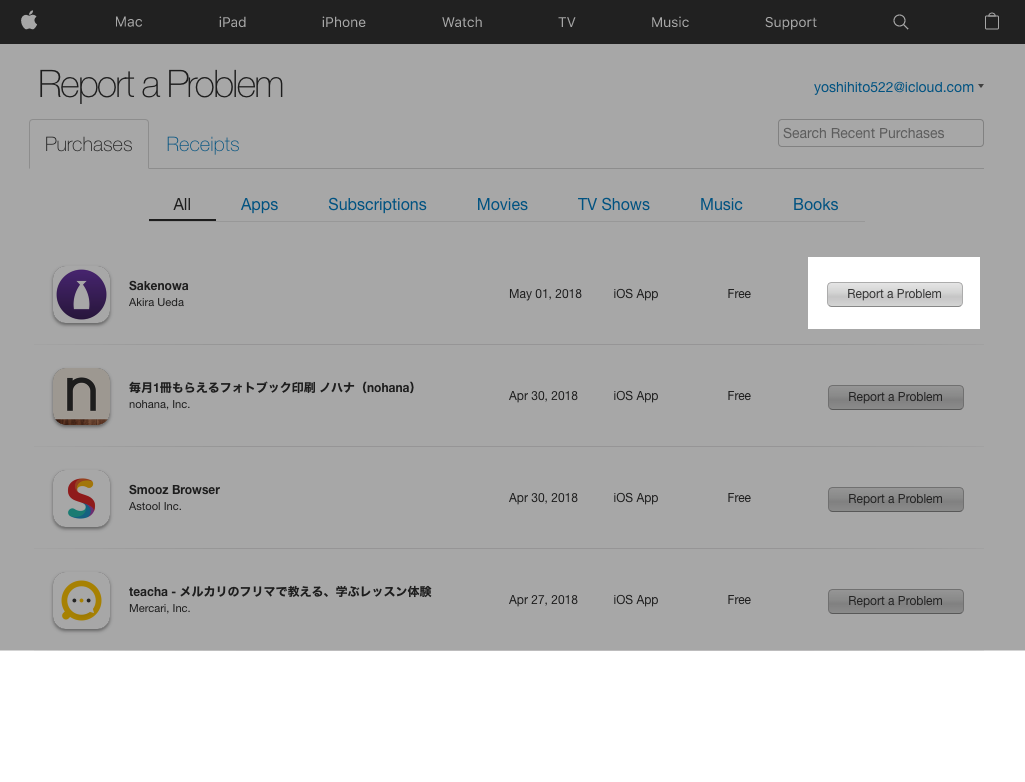 Mac iPad iPhone Watch TV Music Support
Report a Problem
yoshihito522@icloud.com
Purchases Receipts
Search Recent Purchases
All Apps Subscriptions Movies TV Shows Music Books
Sakenowa
Akira Ueda
May 01, 2018 iOS App Free Report a Problem
n
毎月1冊もらえるフォトブック印刷 ノハナ（nohana）
nohana, Inc.
Apr 30, 2018 iOS App Free Report a Problem
S
Smooz Browser
Astool Inc.
Apr 30, 2018 iOS App Free Report a Problem
teacha - メルカリのフリマで教える、学ぶレッスン体験
Mercari, Inc.
Apr 27, 2018 iOS App Free Report a Problem